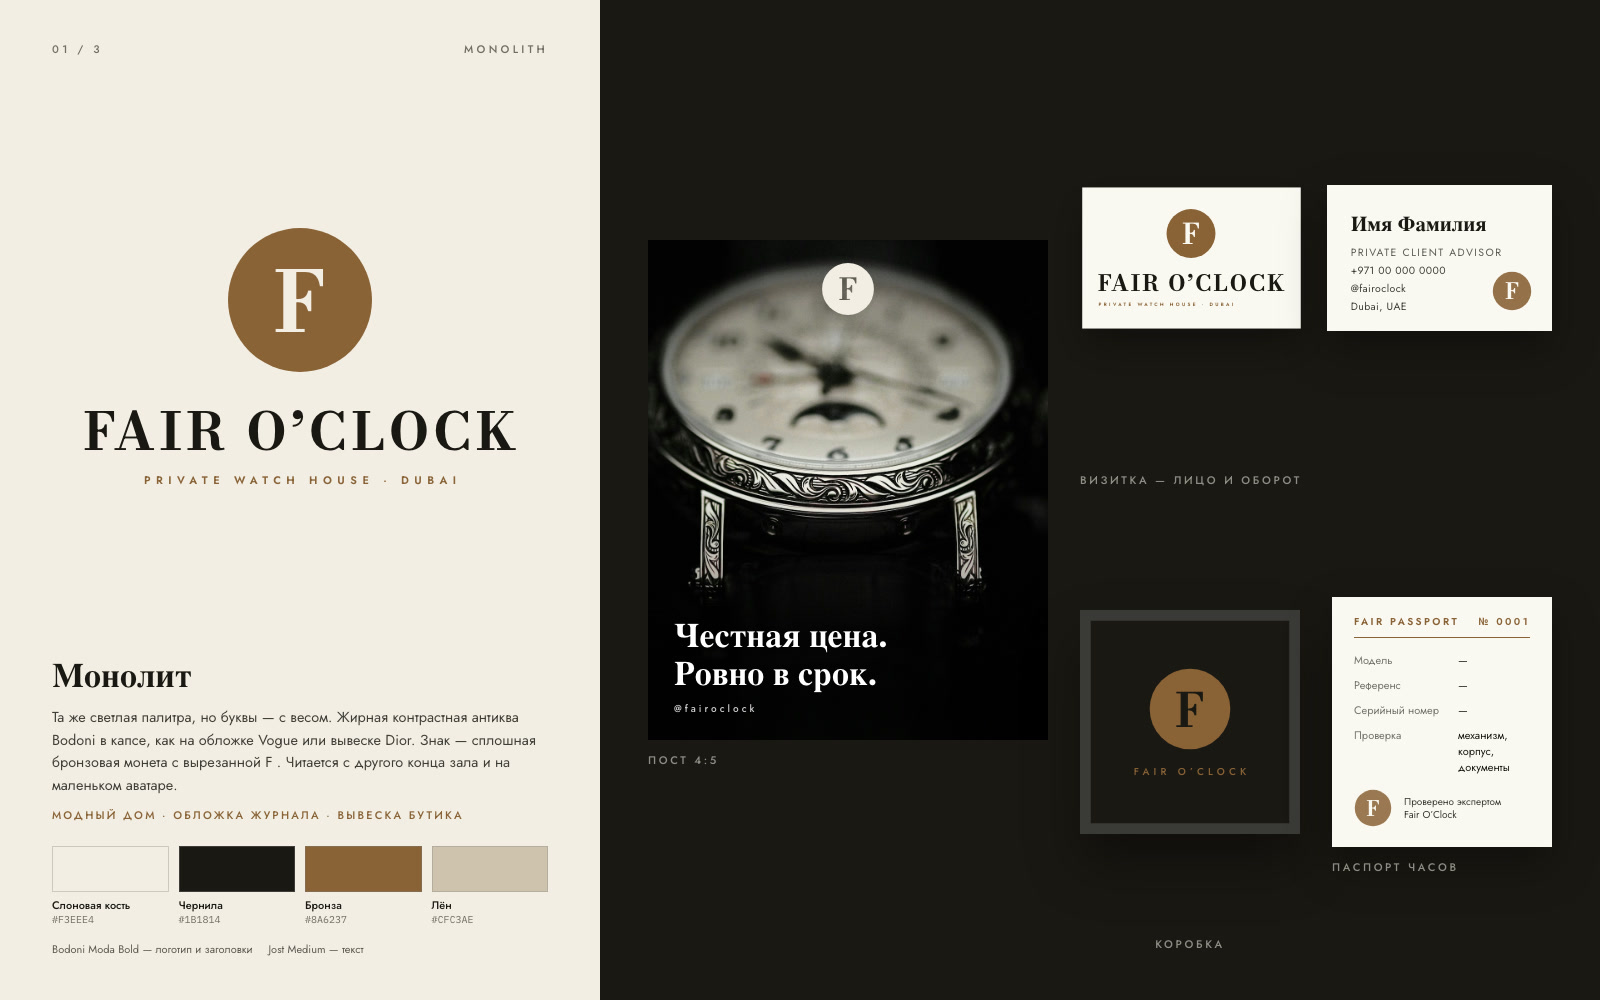 01 / 3
MONOLITH
F
FAIR O’CLOCK
PRIVATE WATCH HOUSE · DUBAI
Монолит
Та же светлая палитра, но буквы — с весом. Жирная контрастная антиква
Bodoni в капсе, как на обложке Vogue или вывеске Dior. Знак — сплошная
бронзовая монета с вырезанной F . Читается с другого конца зала и на
маленьком аватаре.
МОДНЫЙ ДОМ · ОБЛОЖКА ЖУРНАЛА · ВЫВЕСКА БУТИКА
Слоновая кость
#F3EEE4
Чернила
#1B1814
Бронза
#8A6237
Лён
#CFC3AE
Bodoni Moda Bold — логотип и заголовки
Jost Medium — текст
F
7 6 5
Честная цена.
Ровно в срок.
@fairoclock
ПОСТ 4:5
F
FAIR O’CLOCK
PRIVATE WATCH HOUSE · DUBAI
Имя Фамилия
PRIVATE CLIENT ADVISOR
+971 00 000 0000
@fairoclock
Dubai, UAE
F
ВИЗИТКА — ЛИЦО И ОБОРОТ
F
FAIR O’CLOCK
КОРОБКА
FAIR PASSPORT № 0001
Модель —
Референс —
Серийный номер —
Проверка механизм,
корпус,
документы
F
Проверено экспертом
Fair O’Clock
ПАСПОРТ ЧАСОВ